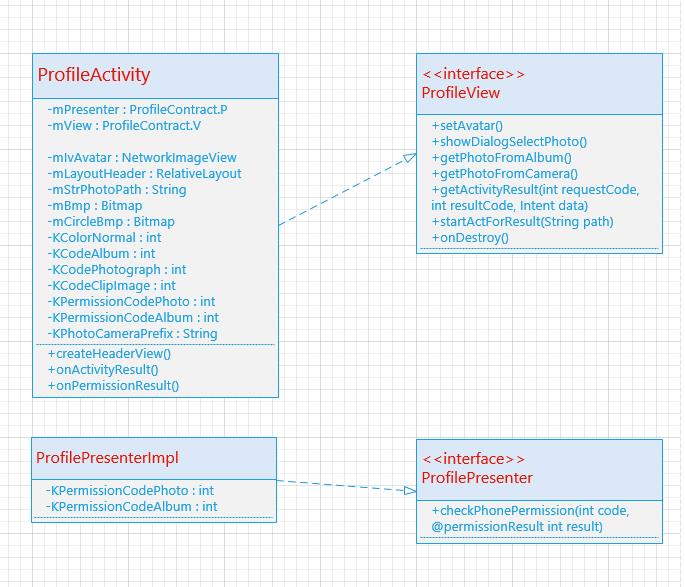 ProfileActivity
-mPresenter : ProfileContract.P
-mView : ProfileContract.V
-mIvAvatar : NetworkImageView
-mLayoutHeader : RelativeLayout
-mStrPhotoPath : String
-mBmp : Bitmap
-mCircleBmp : Bitmap
-KColorNormal : int
-KCodeAlbum : int
-KCodePhotograph : int
-KCodeClipImage : int
-KPermissionCodePhoto : int
-KPermissionCodeAlbum : int
-KPhotoCameraPrefix : String
+createHeaderView()
+onActivityResult()
+onPermissionResult()
<<interface>>
ProfileView
+setAvatar()
+showDialogSelectPhoto()
+getPhotoFromAlbum()
+getPhotoFromCamera()
+getActivityResult(int requestCode,
int resultCode, Intent data)
+startActForResult(String path)
+onDestroy()
ProfilePresenterImpl
-KPermissionCodePhoto : int
-KPermissionCodeAlbum : int
<<interface>>
ProfilePresenter
+checkPhonePermission(int code,
@permissionResult int result)